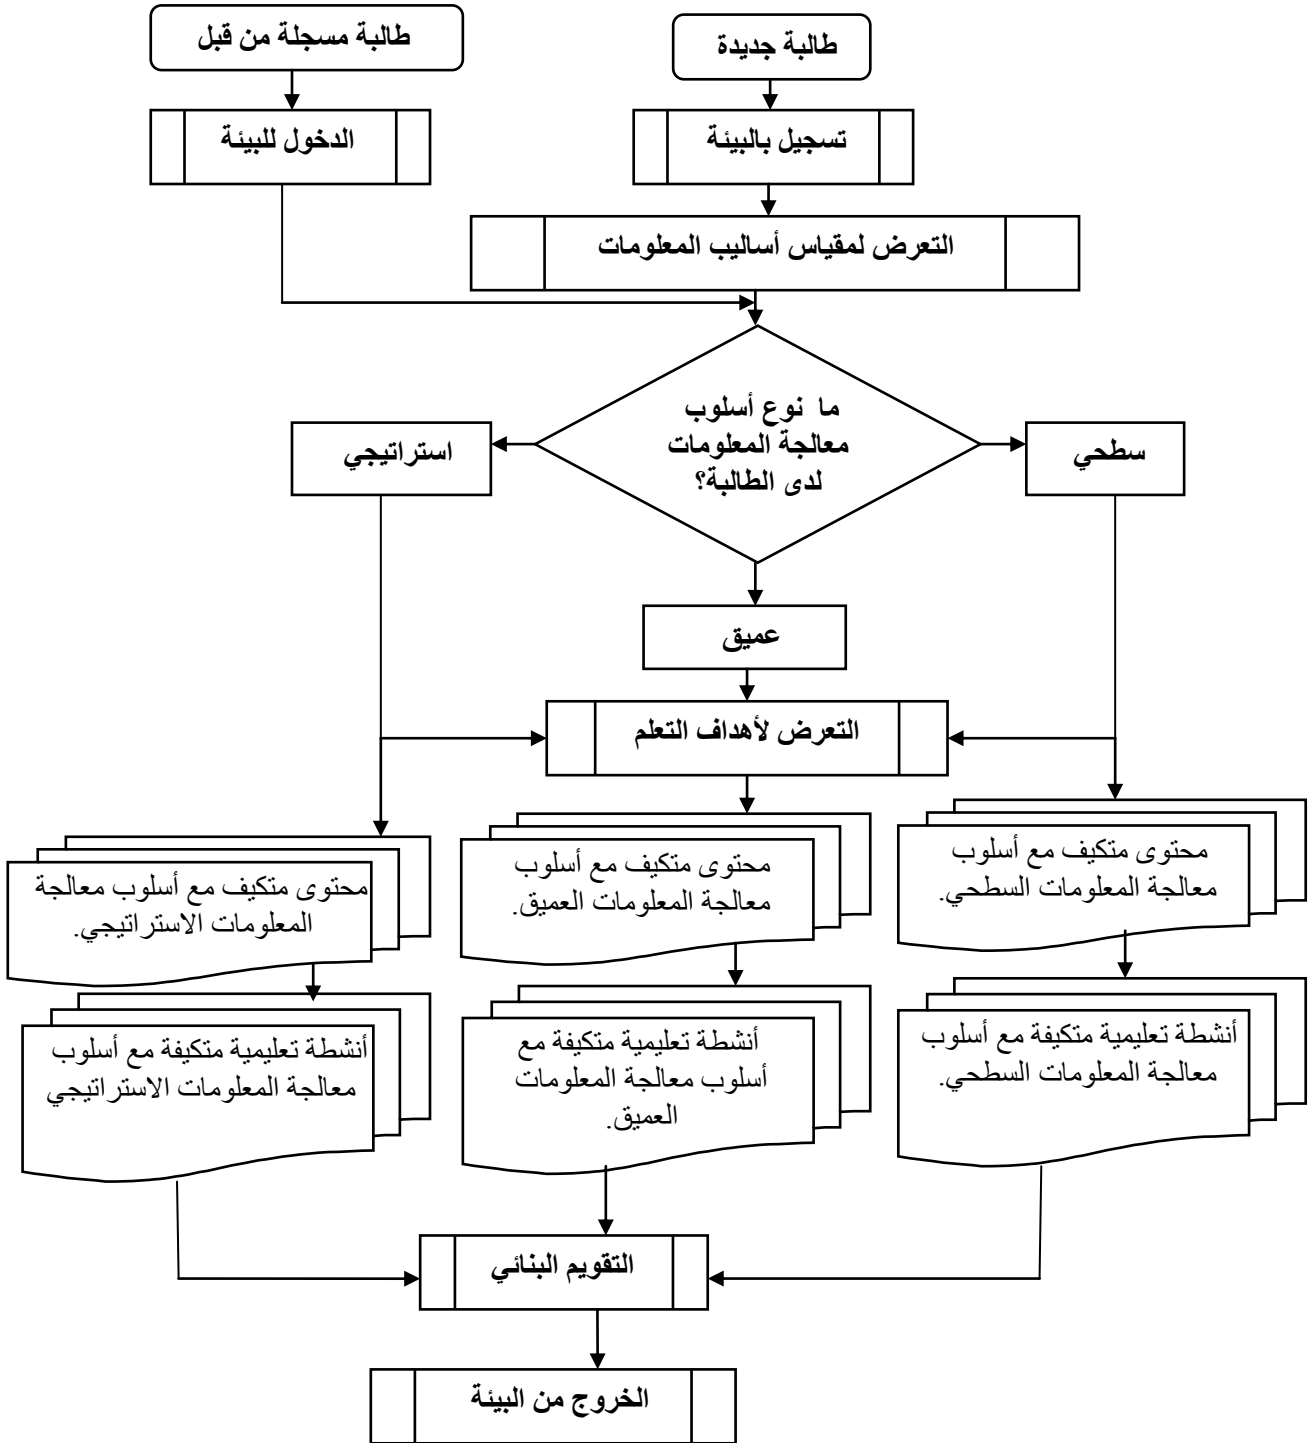 طالبة جديدة
طالبة مسجلة من قبل
تسجيل بالبيئة
الدخول للبيئة
التعرض لمقياس أساليب المعلومات
ما نوع أسلوب
معالجة المعلومات
لدى الطالبة؟
سطحي
استراتيجي
عميق
التعرض لأهداف التعلم
محتوى متكيف مع أسلوب
معالجة المعلومات السطحي.
محتوى متكيف مع أسلوب
معالجة المعلومات العميق.
محتوى متكيف مع أسلوب معالجة
المعلومات الاستراتيجي.
أنشطة تعليمية متكيفة مع أسلوب
معالجة المعلومات السطحي.
أنشطة تعليمية متكيفة مع
أسلوب معالجة المعلومات
العميق.
أنشطة تعليمية متكيفة مع أسلوب
معالجة المعلومات الاستراتيجي
التقويم البنائي
الخروج من البيئة